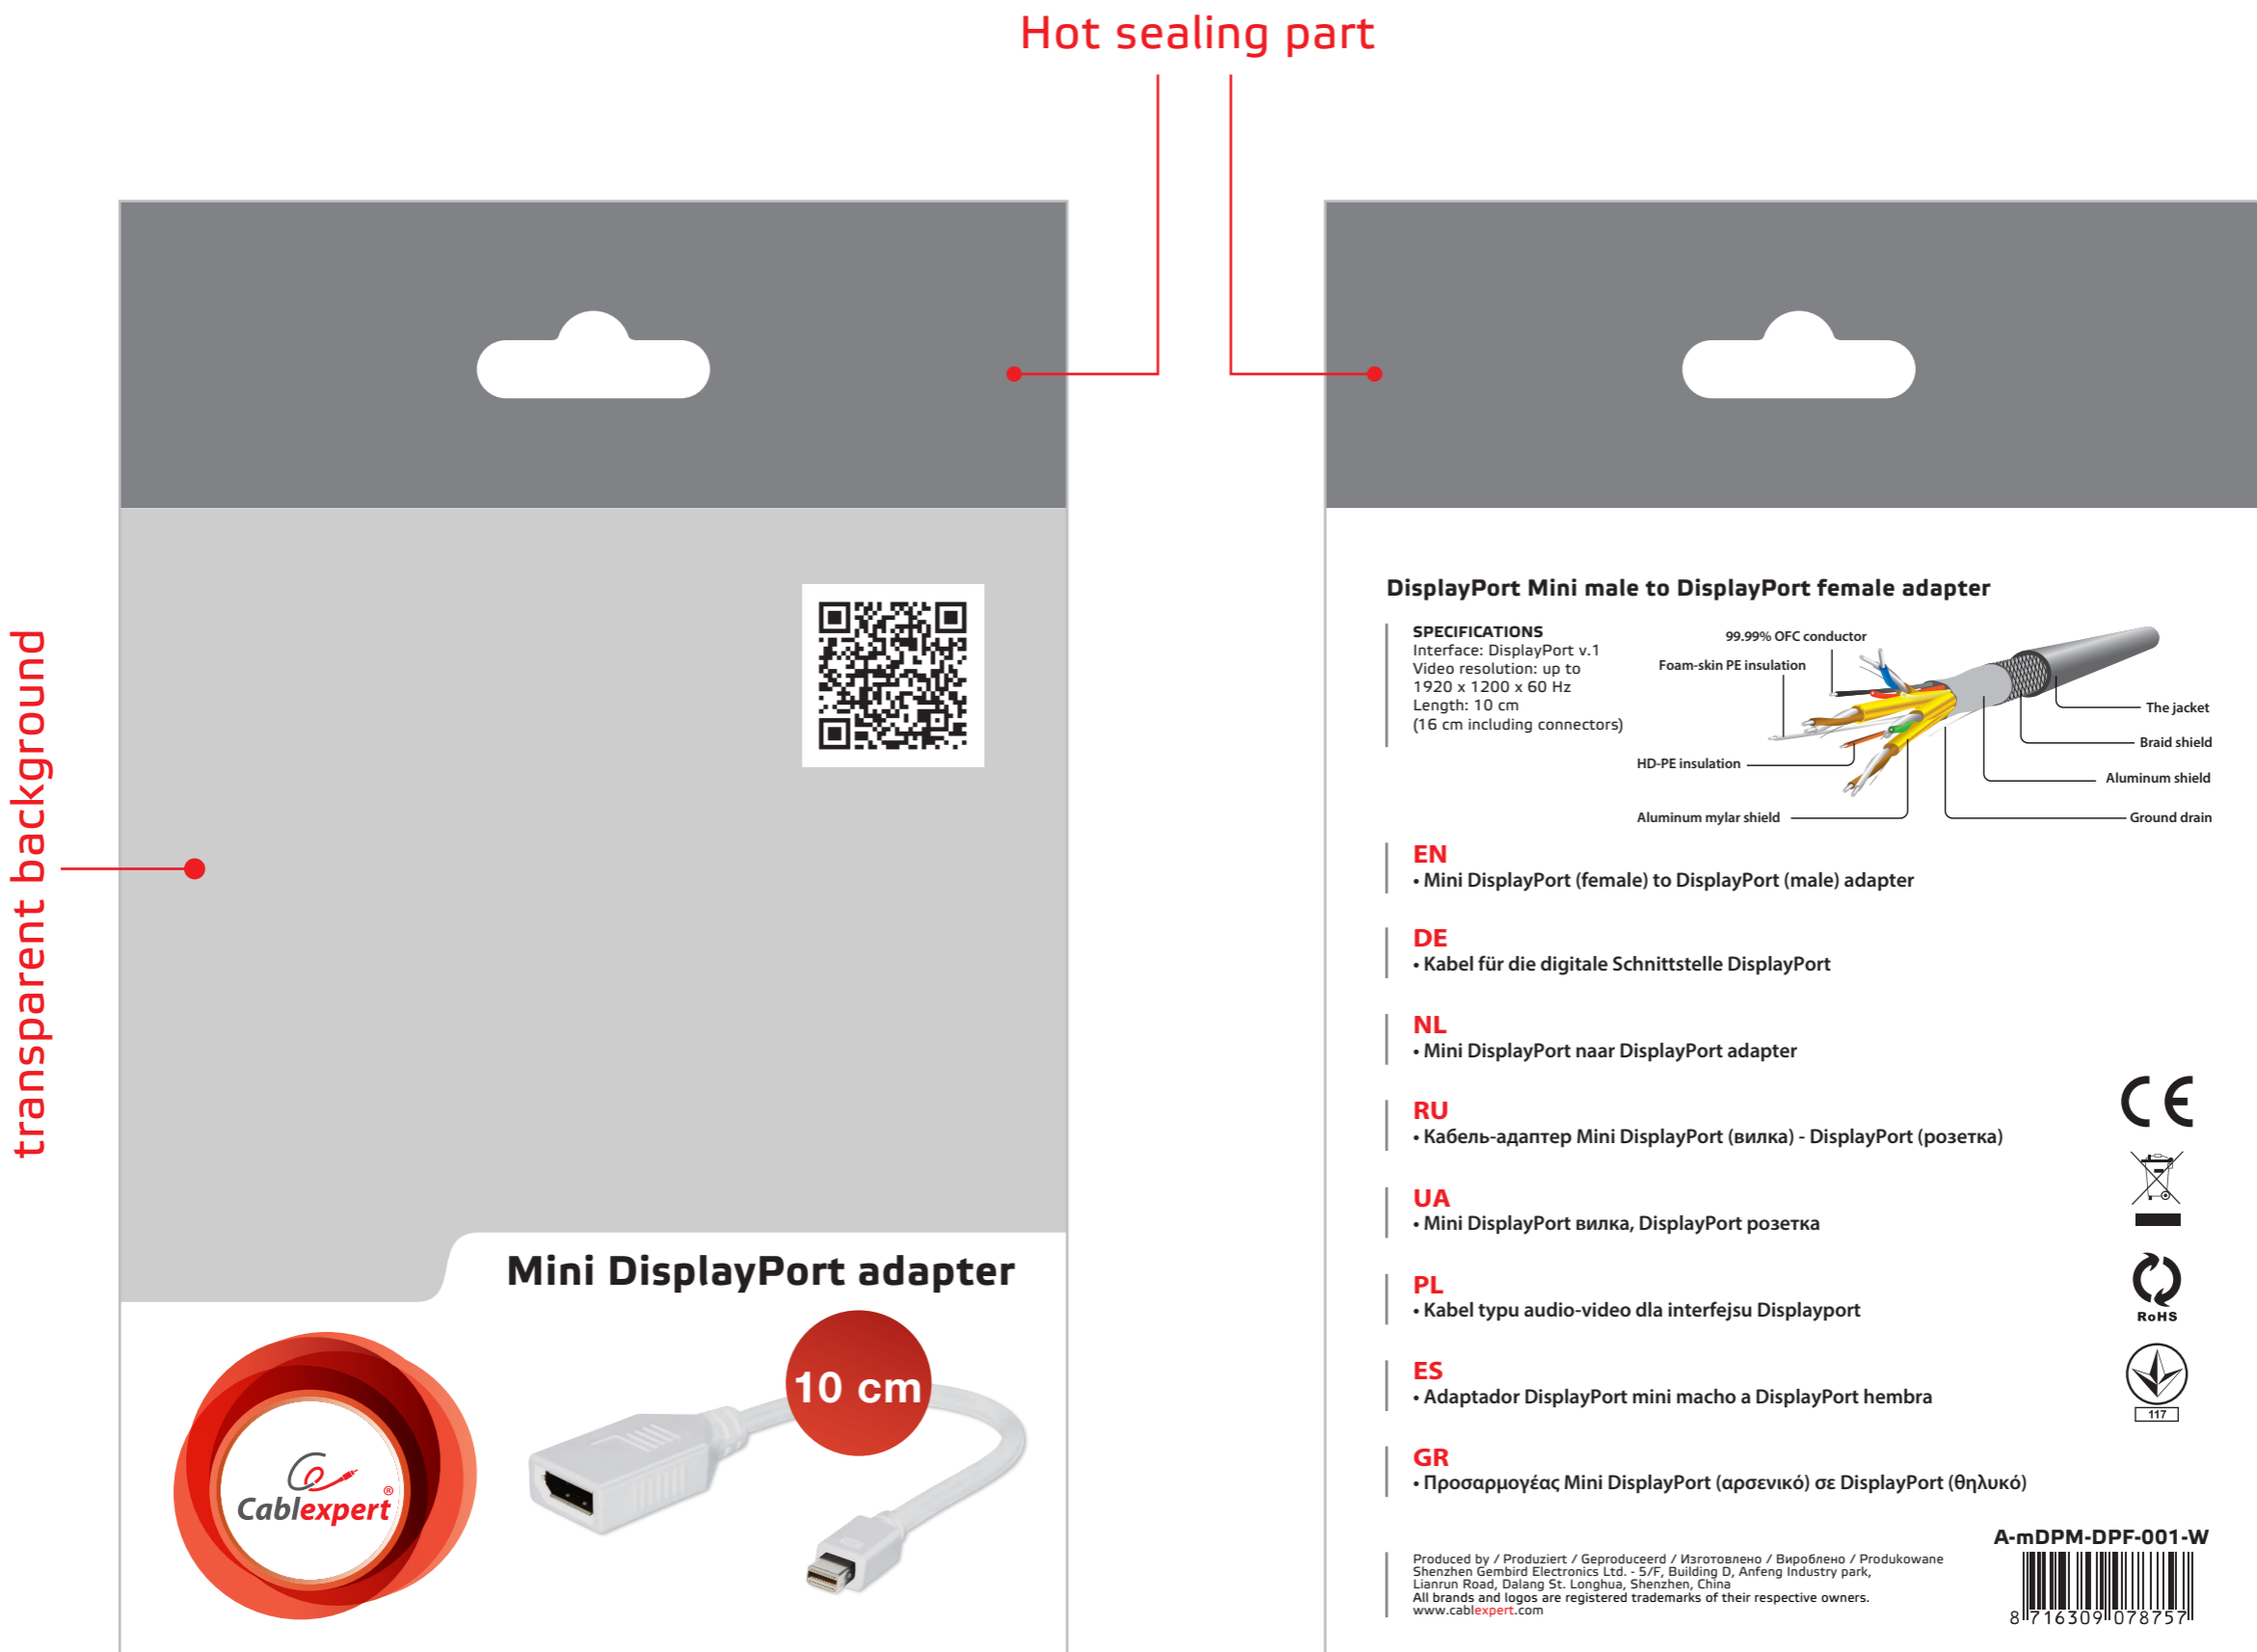 Hot sealing part
transparent background
Mini DisplayPort adapter
10 cm
Cablexpert®
DisplayPort Mini male to DisplayPort female adapter
SPECIFICATIONS
Interface: DisplayPort v.1
Video resolution: up to
1920 x 1200 x 60 Hz
Length: 10 cm
(16 cm including connectors)
99.99% OFC conductor
Foam-skin PE insulation
HD-PE insulation
Aluminum mylar shield
The jacket
Braid shield
Aluminum shield
Ground drain
EN
• Mini DisplayPort (female) to DisplayPort (male) adapter
DE
• Kabel für die digitale Schnittstelle DisplayPort
NL
• Mini DisplayPort naar DisplayPort adapter
RU
• Кабель-адаптер Mini DisplayPort (вилка) - DisplayPort (розетка)
UA
• Mini DisplayPort вилка, DisplayPort розетка
PL
• Kabel typu audio-video dla interfejsu Displayport
ES
• Adaptador DisplayPort mini macho a DisplayPort hembra
GR
• Προσαρμογέας Mini DisplayPort (αρσενικό) σε DisplayPort (θηλυκό)
CE
RoHS
117
Produced by / Produziert / Geproduceerd / Изготовлено / Вироблено / Produkowane
Shenzhen Gembird Electronics Ltd. - 5/F, Building D, Anfeng Industry park,
Lianrun Road, Dalang St. Longhua, Shenzhen, China
All brands and logos are registered trademarks of their respective owners.
www.cablexpert.com
A-mDPM-DPF-001-W
8 716309 078757